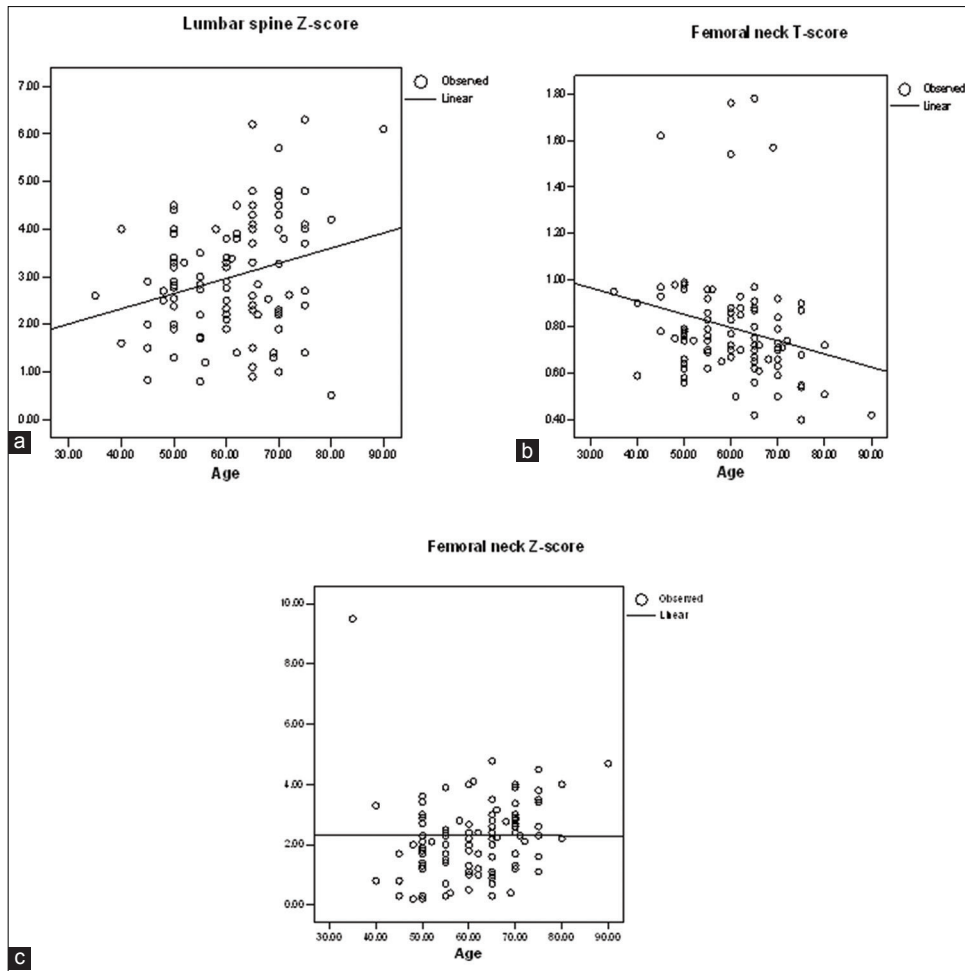 Lumbar spine Z-score
Observed
Linear
7.00
6.00
5.00
4.00
3.00
2.00
1.00
0.00
30.00 40.00 50.00 60.00 70.00 80.00 90.00
Age
a
Femoral neck T-score
Observed
Linear
1.80
1.60
1.40
1.20
1.00
0.80
0.60
0.40
30.00 40.00 50.00 60.00 70.00 80.00 90.00
Age
b
Femoral neck Z-score
Observed
Linear
10.00
8.00
6.00
4.00
2.00
0.00
30.00 40.00 50.00 60.00 70.00 80.00 90.00
Age
c